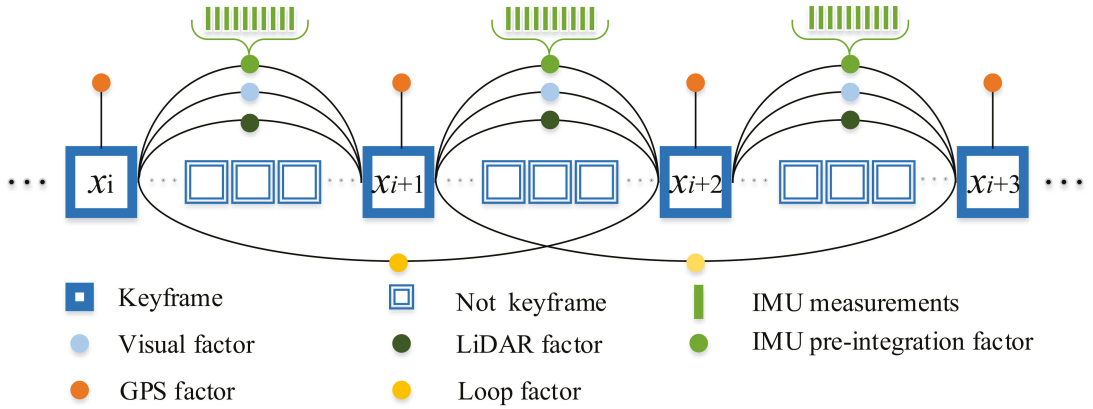 ··· xi ··· ··· xi+1 ··· ··· xi+2 ··· ··· xi+3 ···
Keyframe Not keyframe IMU measurements
Visual factor LiDAR factor IMU pre-integration factor
GPS factor Loop factor